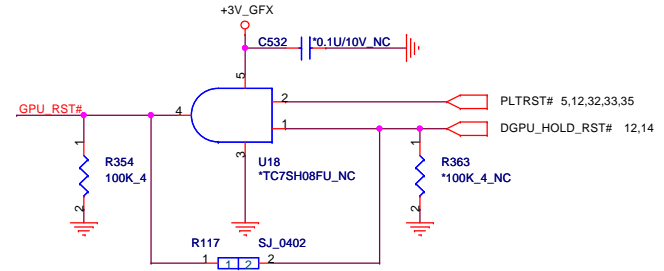 +3V_GFX
C532 *0.1U/10V_NC
5
GPU_RST# 4
2 PLTRST# 5,12,32,33,35
1 DGPU_HOLD_RST# 12,14
3
1
R354
100K_4
2
U18
*TC7SH08FU_NC
1
R363
*100K_4_NC
2
R117 SJ_0402
1 1 2 2